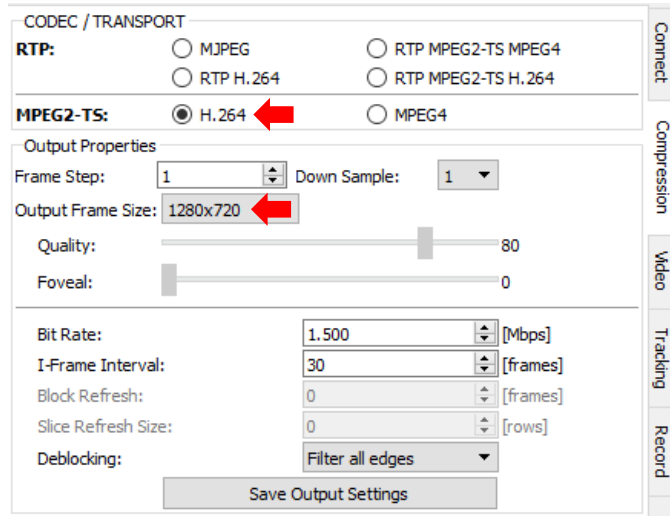 CODEC / TRANSPORT
RTP: MJPEG RTP MPEG2-TS MPEG4
RTP H.264 RTP MPEG2-TS H.264
MPEG2-TS: H.264 MPEG4
Output Properties
Frame Step: 1 Down Sample: 1
Output Frame Size: 1280x720
Quality: 80
Foveal: 0
Bit Rate: 1.500 [Mbps]
I-Frame Interval: 30 [frames]
Block Refresh: 0 [frames]
Slice Refresh Size: 0 [rows]
Deblocking: Filter all edges
Save Output Settings
Connect
Compression
Video
Tracking
Record